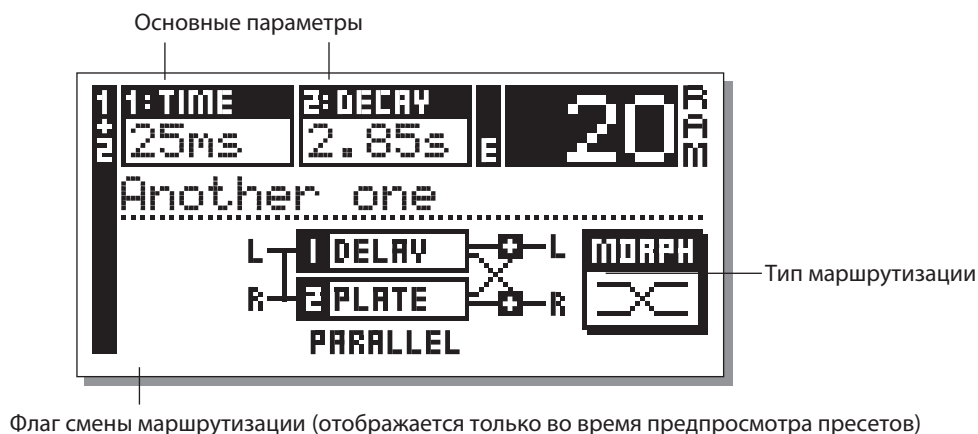 Основные параметры
1+2 1: TIME 2: DECAY E 20 RAM
25ms 2.85s
Another one
L 1 DELAY L MORPH
Тип маршрутизации
R 2 PLATE R
PARALLEL
Флаг смены маршрутизации (отображается только во время предпросмотра пресетов)